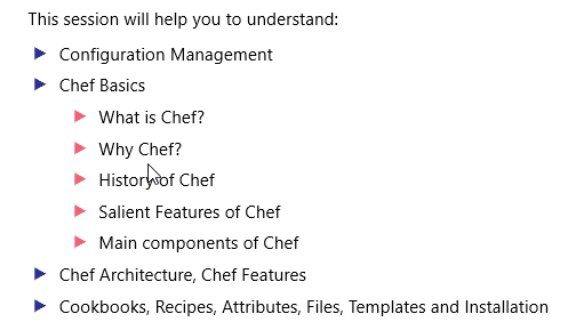 This session will help you to understand:
Configuration Management
Chef Basics
What is Chef?
Why Chef?
History of Chef
Salient Features of Chef
Main components of Chef
Chef Architecture, Chef Features
Cookbooks, Recipes, Attributes, Files, Templates and Installation